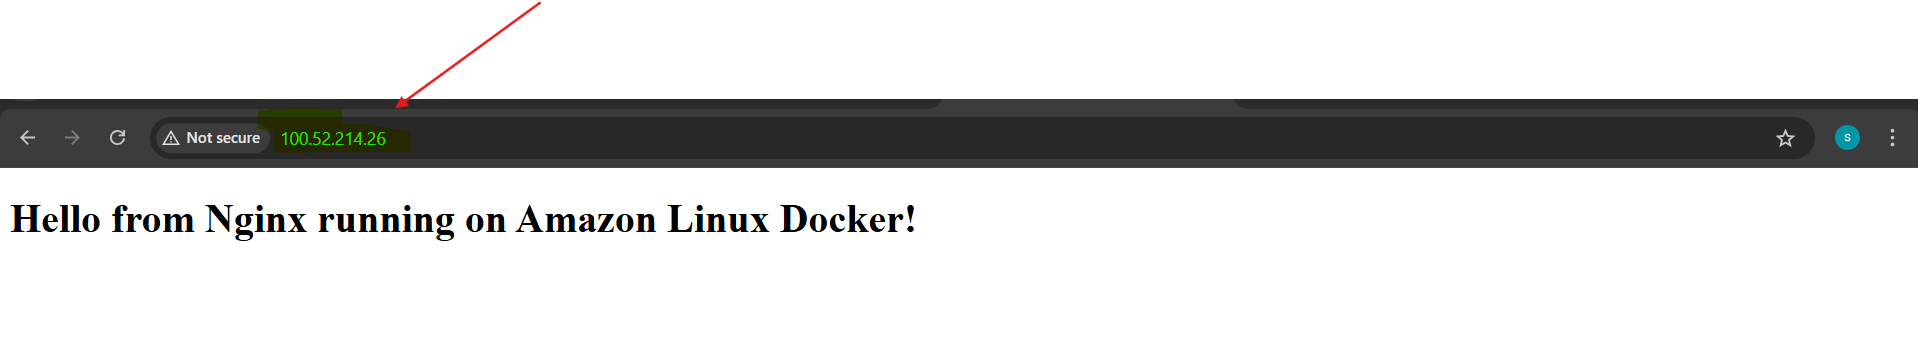 Not secure 100.52.214.26 S
Hello from Nginx running on Amazon Linux Docker!